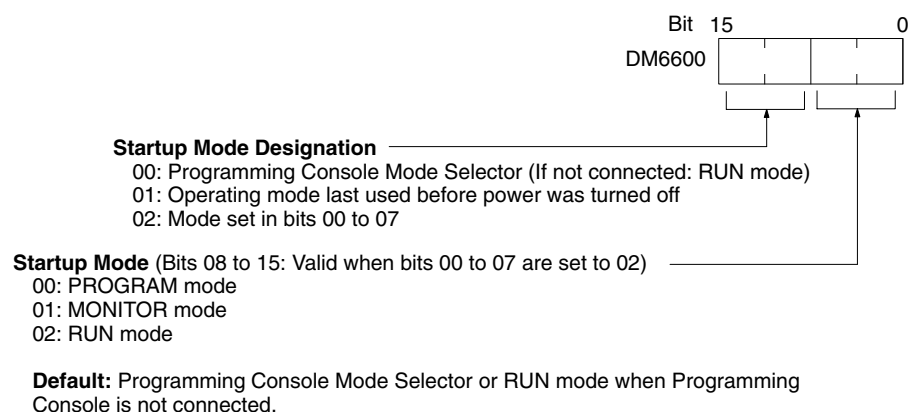 Bit 15 0
DM6600
Startup Mode Designation
00: Programming Console Mode Selector (If not connected: RUN mode)
01: Operating mode last used before power was turned off
02: Mode set in bits 00 to 07
Startup Mode (Bits 08 to 15: Valid when bits 00 to 07 are set to 02)
00: PROGRAM mode
01: MONITOR mode
02: RUN mode
Default: Programming Console Mode Selector or RUN mode when Programming
Console is not connected.